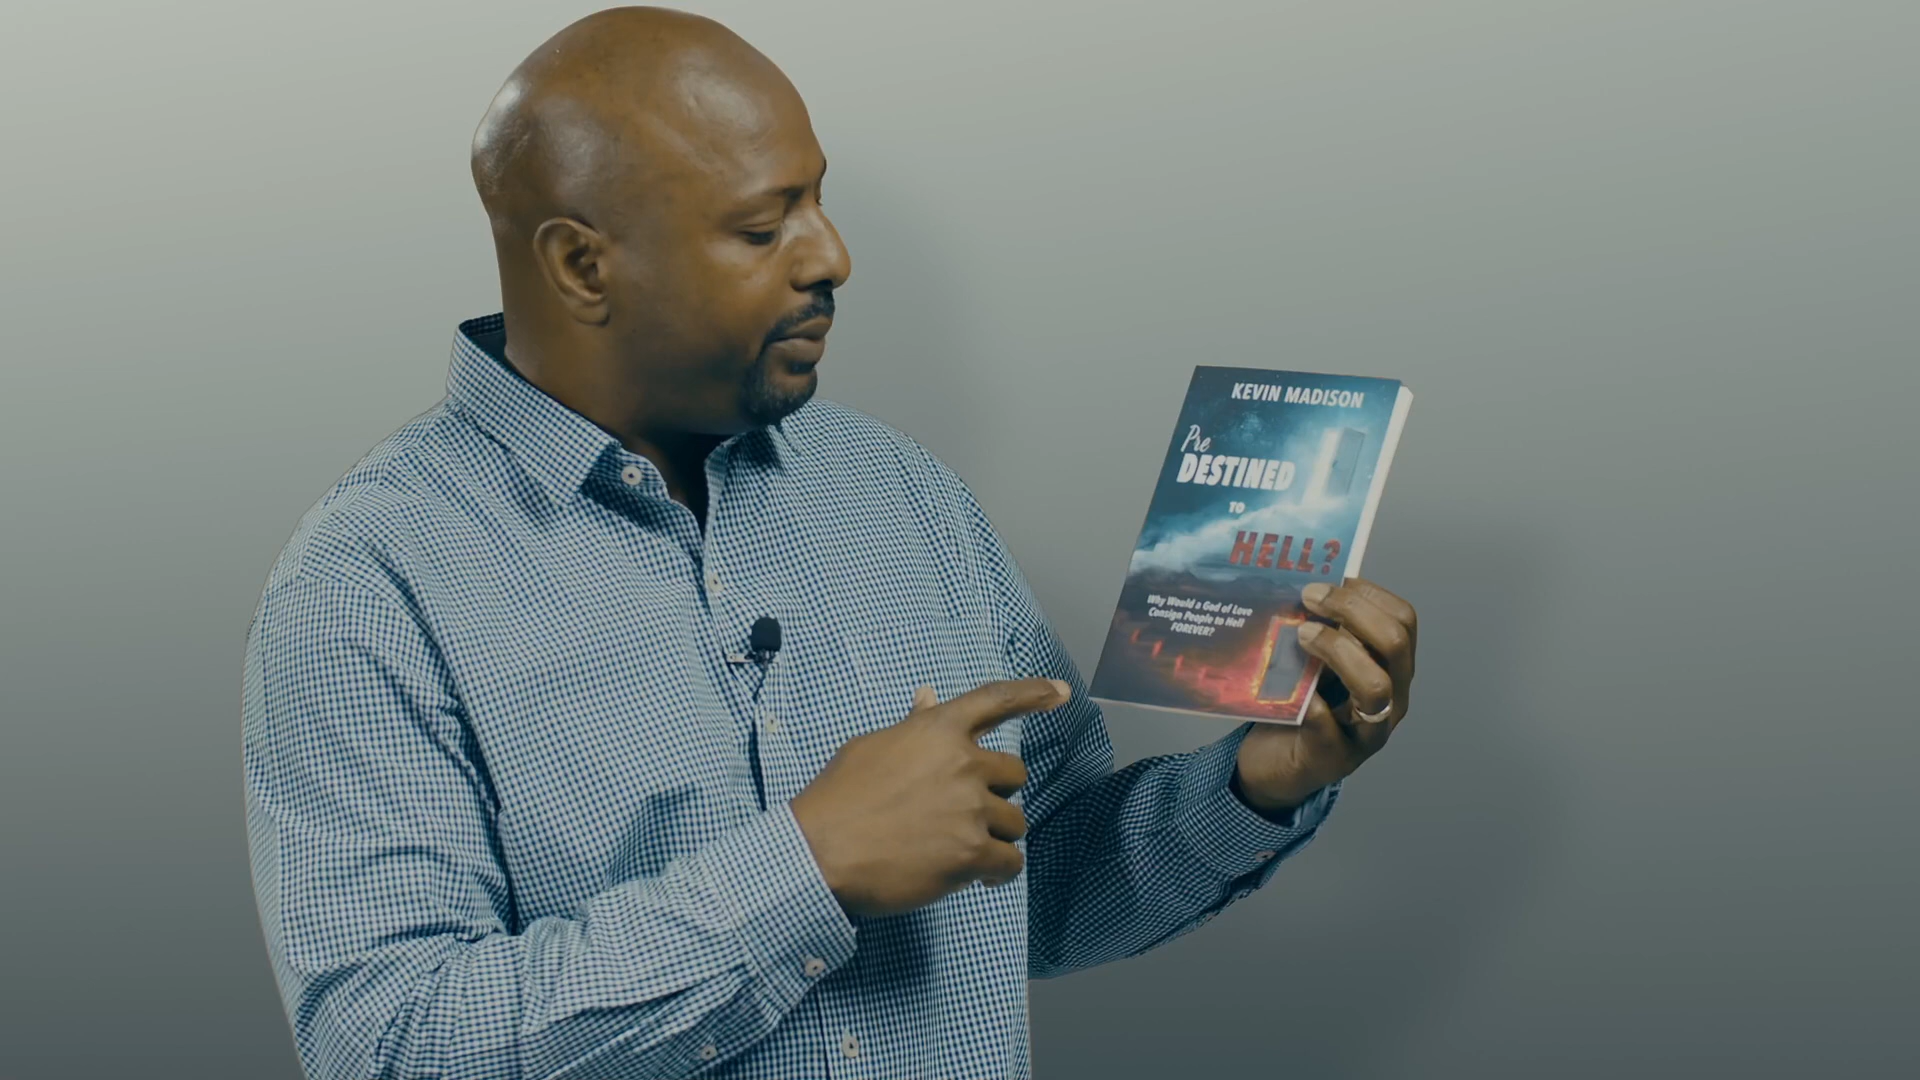 KEVIN MADISON
Pre
DESTINED
TO
HELL?
Why Would a God of Love
Consign People to Hell
FOREVER?